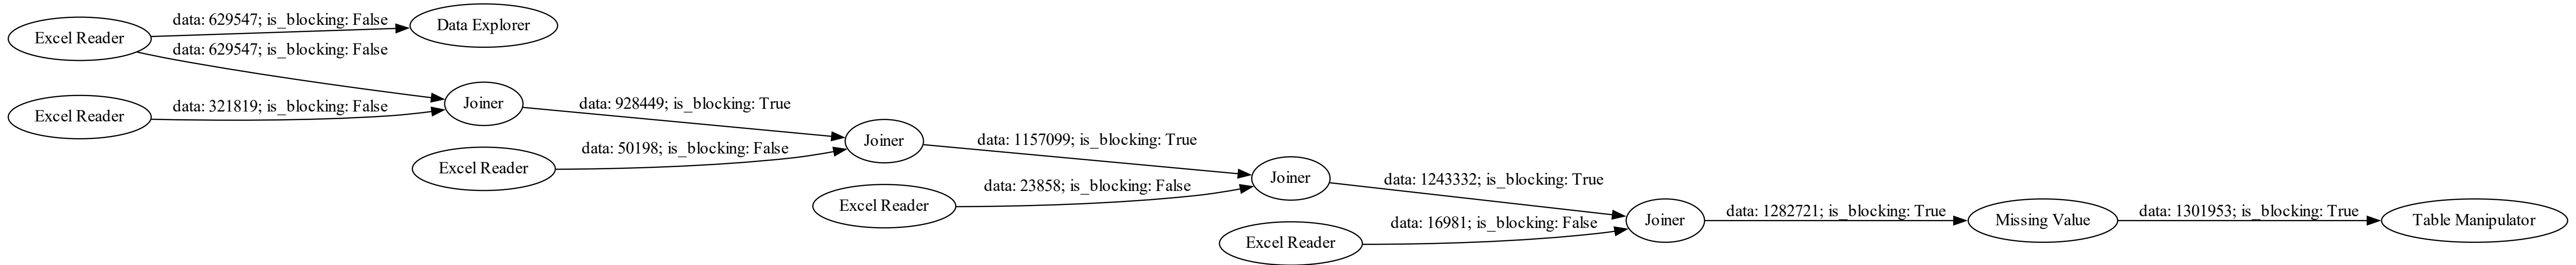 data: 629547; is_blocking: False
Excel Reader
Data Explorer
data: 629547; is_blocking: False
Excel Reader
data: 321819; is_blocking: False
Joiner
data: 928449; is_blocking: True
Excel Reader
data: 50198; is_blocking: False
Joiner
data: 1157099; is_blocking: True
Excel Reader
data: 23858; is_blocking: False
Joiner
data: 1243332; is_blocking: True
Excel Reader
data: 16981; is_blocking: False
Joiner
data: 1282721; is_blocking: True
Missing Value
data: 1301953; is_blocking: True
Table Manipulator